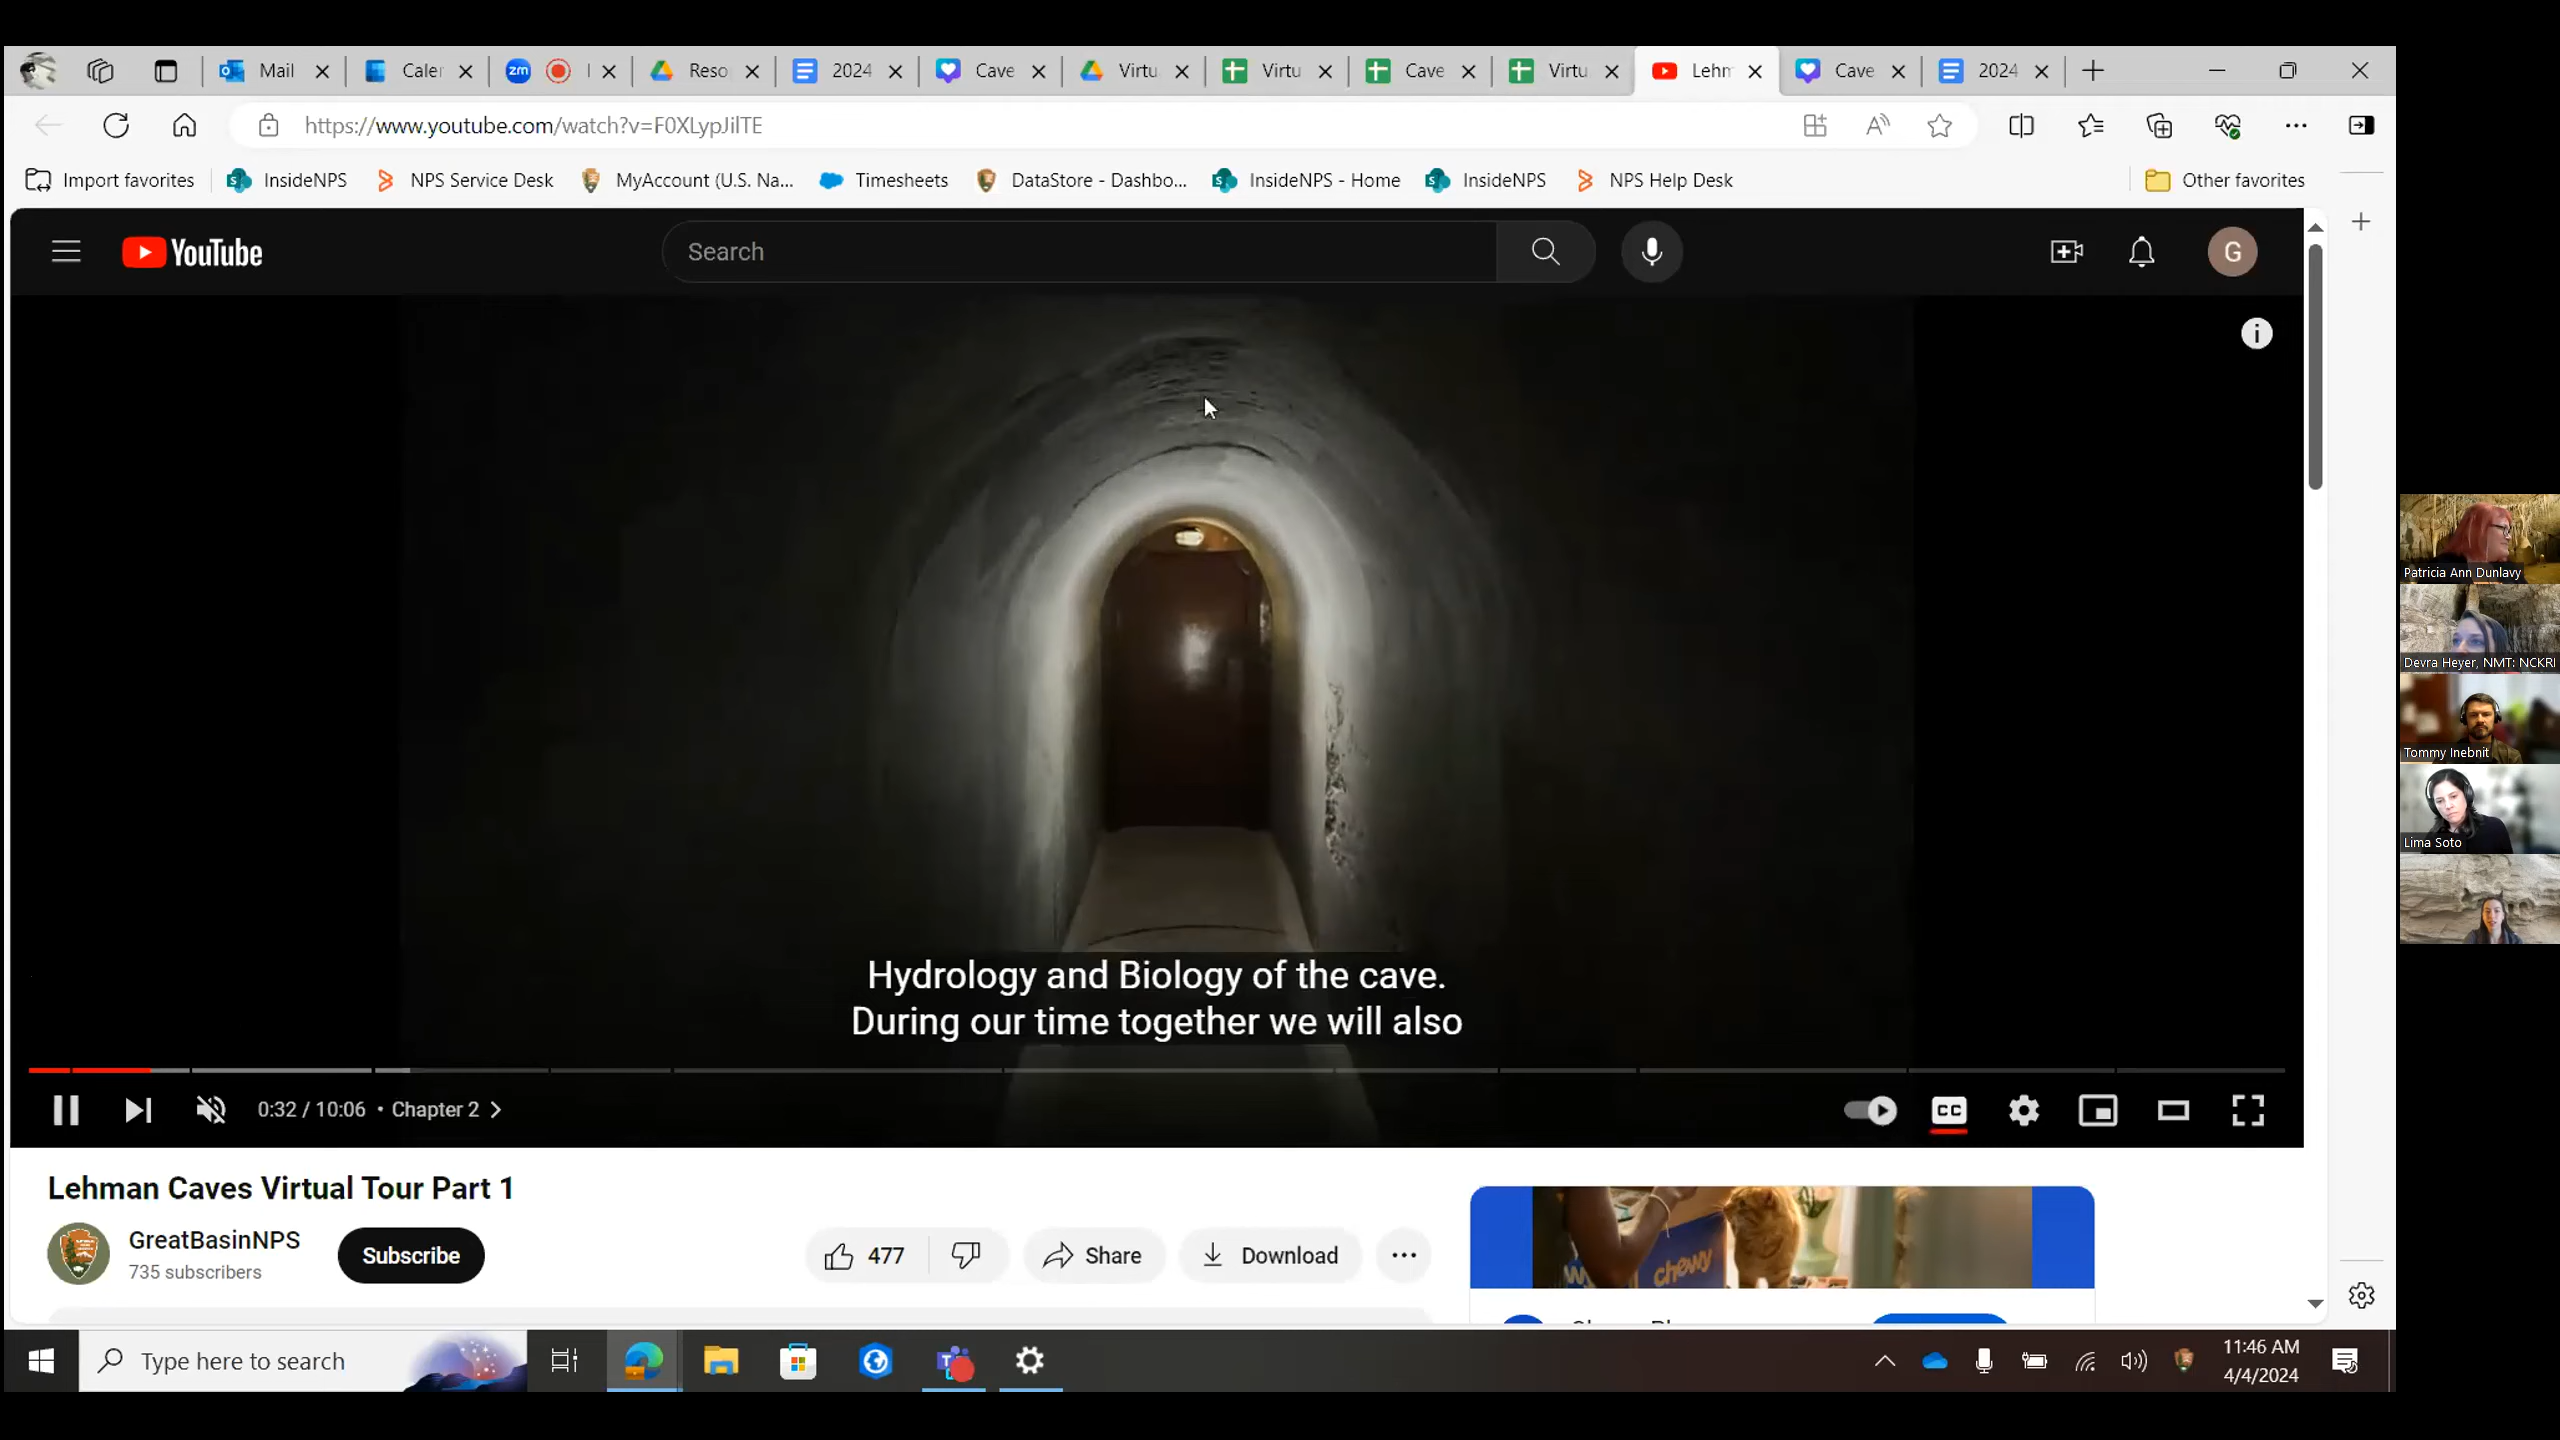 Mail
Caler
zm
I
Reso
2024
Cave
Virtu
Virtu
Cave
Virtu
Lehm
Cave
2024
https://www.youtube.com/watch?v=F0XLypJilTE
Import favorites
InsideNPS
NPS Service Desk
MyAccount (U.S. Na...
Timesheets
DataStore - Dashbo...
InsideNPS - Home
InsideNPS
NPS Help Desk
Other favorites
YouTube
Search
G
Hydrology and Biology of the cave.
During our time together we will also
0:32 / 10:06 • Chapter 2
CC
Lehman Caves Virtual Tour Part 1
GreatBasinNPS
735 subscribers
Subscribe
477
Share
Download
chewy
Patricia Ann Dunlavy
Devra Heyer, NMT: NCKRI
Tommy Inebnit
Lima Soto
Type here to search
11:46 AM
4/4/2024